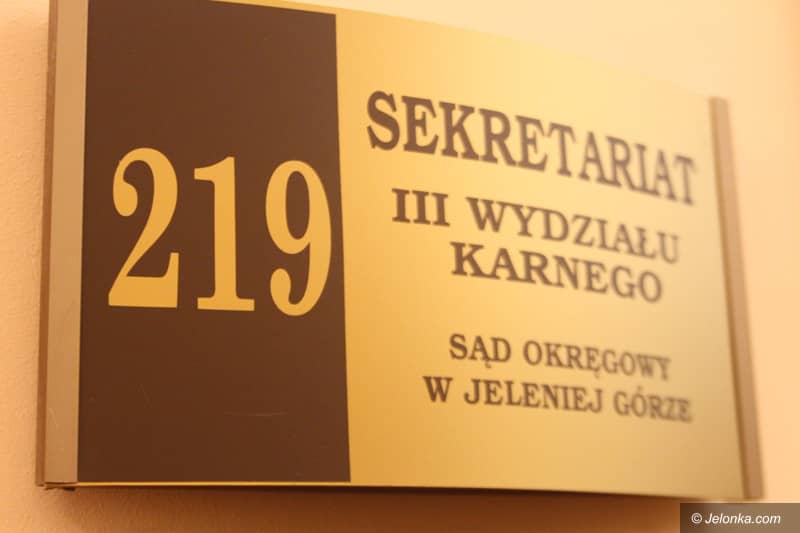 219
SEKRETARIAT
III WYDZIAŁU
KARNEGO
SĄD OKRĘGOWY
W JELENIEJ GÓRZE
© Jelonka.com